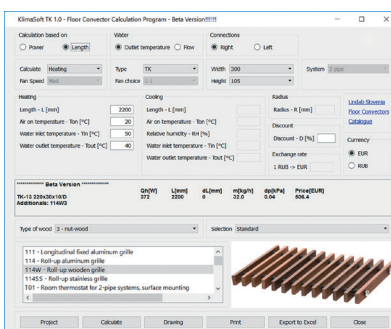 KlimaSoft TK 1.0 - Floor Convector Calculation Program - Beta Version!!!!!!
Calculation based on
Water
Connections
Power
Length
Outlet temperature
Flow
Right
Left
Calculate
Heating
Type
TK
Width
300
System
2-pipe
Fan Speed
Fan choice
Height
105
Heating
Cooling
Radius
Length - L [mm]
2200
Length - L [mm]
Radius - R [mm]
Lindab Slovenia
Floor Convectors
Catalogue
Air on temperature - Ton [°C]
20
Air on temperature - Ton [°C]
Discount
Water inlet temperature - Tin [°C]
50
Relative humidity - RH [%]
Discount - D [%]
Water outlet temperature - Tout [°C]
40
Water inlet temperature - Tin [°C]
Exchange rate
Currency
Water outlet temperature - Tout [°C]
1 RUB -> EUR
EUR
RUB
Beta Version
Qh[W] L[mm] dL[mm] m[kg/h] dp[kPa] Price[EUR]
TK-13 220x30x10/D 372 2200 0 32.0 0.04 506.4
Additionals: 114W3
Type of wood
3 - nut-wood
Selection
Standard
111 - Longitudinal fixed aluminum grille
114 - Roll-up aluminum grille
114W - Roll-up wooden grille
114SS - Roll-up stainless grille
T01 - Room thermostat for 2-pipe systems, surface mounting
Project
Calculate
Drawing
Print
Export to Excel
Close